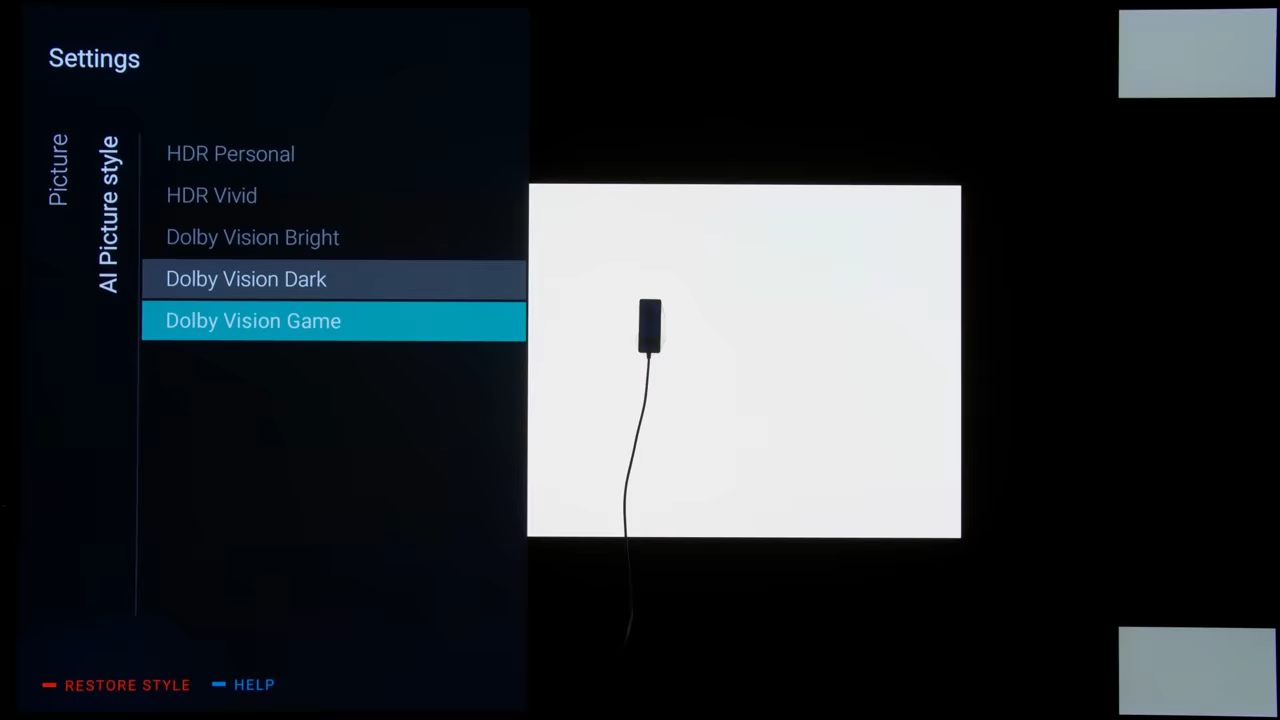 Settings
Picture
AI Picture style
HDR Personal
HDR Vivid
Dolby Vision Bright
Dolby Vision Dark
Dolby Vision Game
RESTORE STYLE
HELP